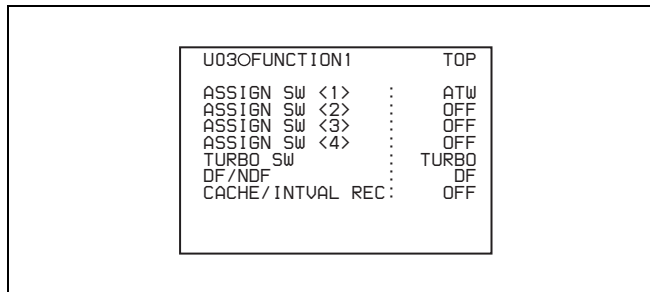 U03○FUNCTION1 TOP
ASSIGN SW <1> : ATW
ASSIGN SW <2> : OFF
ASSIGN SW <3> : OFF
ASSIGN SW <4> : OFF
TURBO SW : TURBO
DF/NDF : DF
CACHE/INTVAL REC: OFF